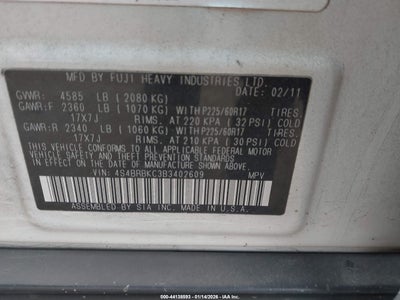 MFD. BY FUJI HEAVY INDUSTRIES LTD.
DATE: 02/11
GVWR: 4585 LB (2080 KG)
GAWR:F 2360 LB (1070 KG) WITH P225/60R17 TIRES,
17X7J RIMS, AT 220 KPA (32 PSI) COLD
GAWR:R 2340 LB (1060 KG) WITH P225/60R17 TIRES,
17X7J RIMS, AT 210 KPA (30 PSI) COLD
THIS VEHICLE CONFORMS TO ALL APPLICABLE FEDERAL MOTOR
VEHICLE SAFETY AND THEFT PREVENTION STANDARDS
IN EFFECT ON THE DATE OF MANUFACTURE SHOWN ABOVE.
VIN: 4S4BRBKC3B3402609 MPV
MADE BY SIA INC. IN U.S.A.
000-44138593 - 01/14/2026 - IAAI.COM